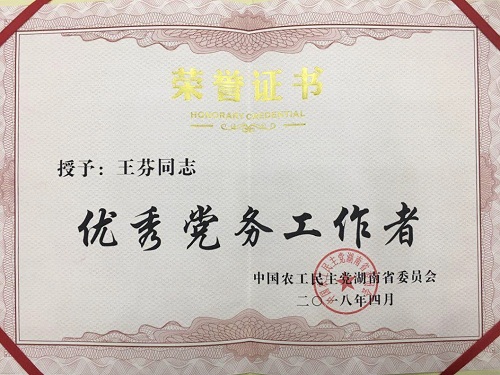 荣誉证书
HONORARY CREDENTIAL
授予：王芬同志
优秀党务工作者
中国农工民主党湖南省委员会
二〇一八年四月